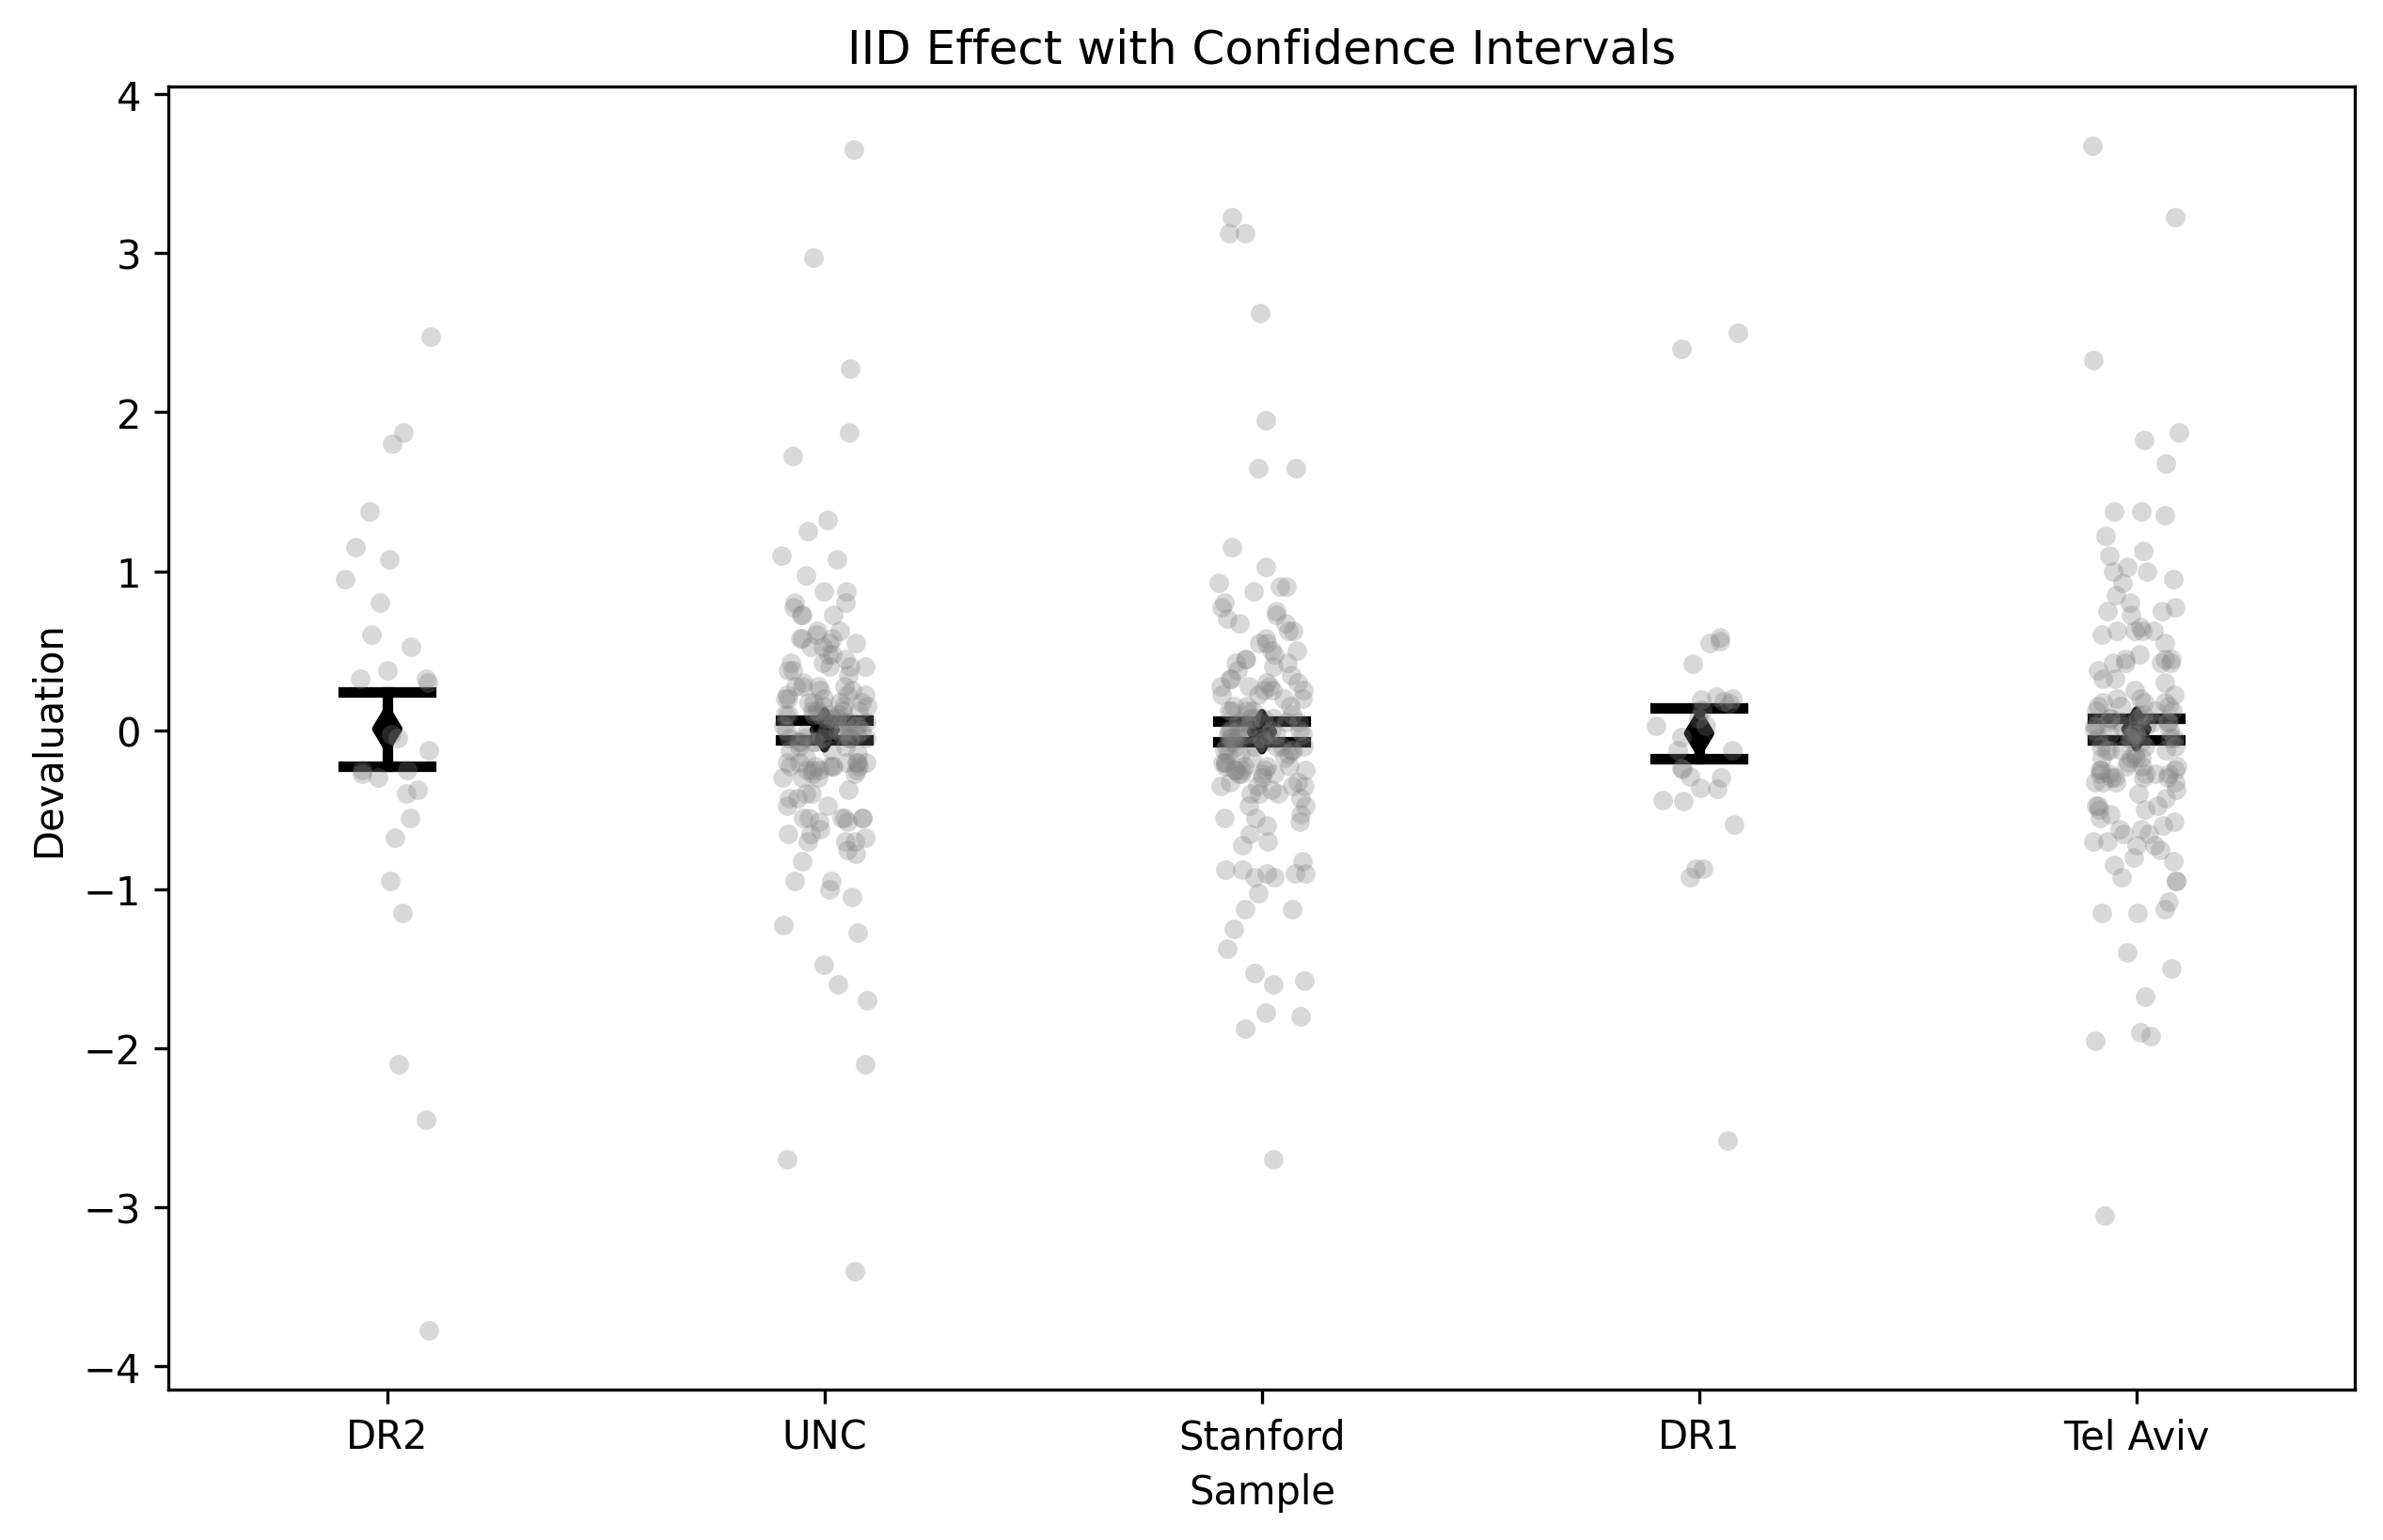 IID Effect with Confidence Intervals
4
3
2
1
0
−1
−2
−3
−4
Devaluation
DR2 UNC Stanford DR1 Tel Aviv
Sample